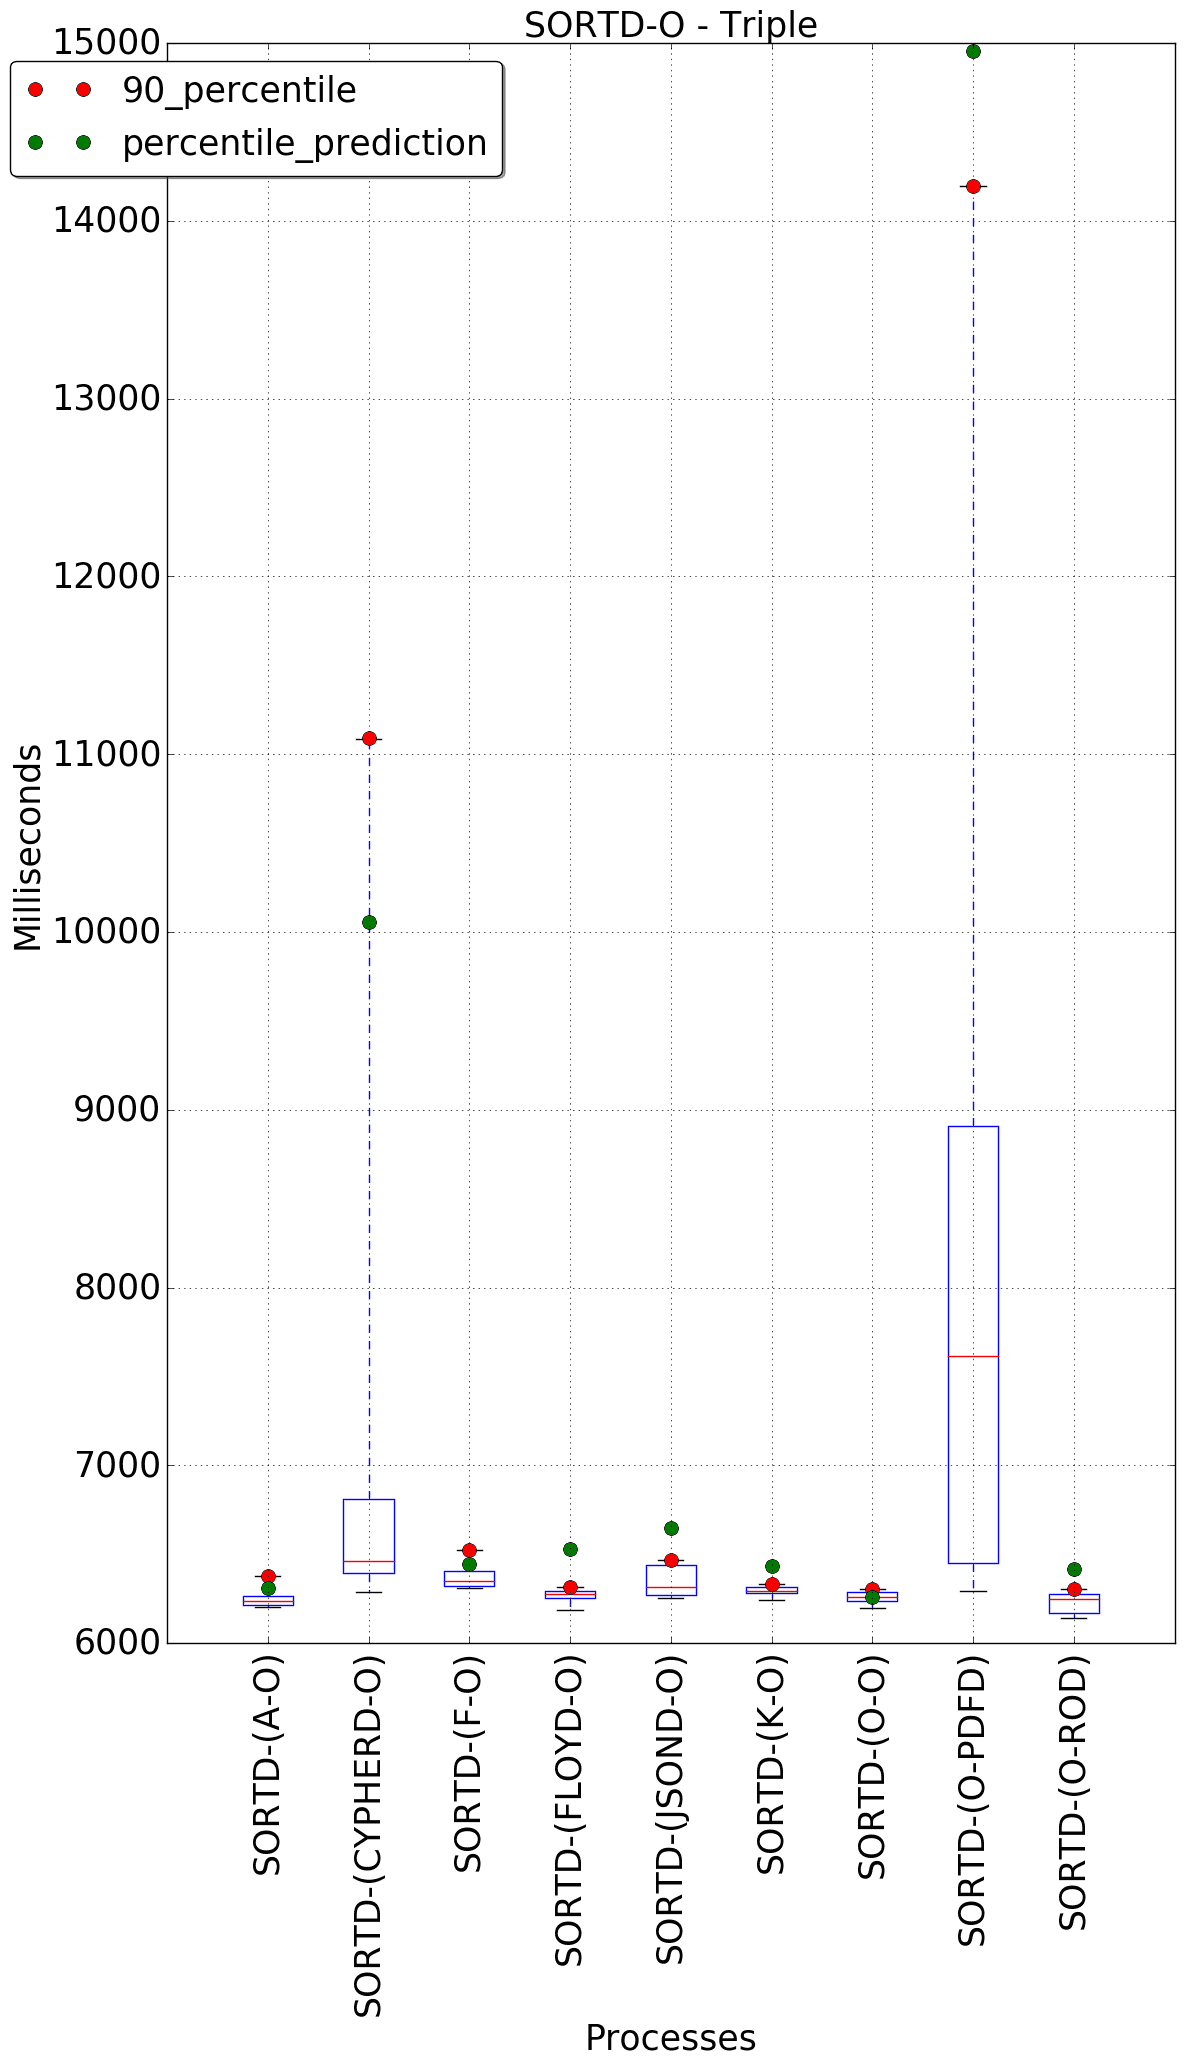 SORTD-O - Triple
90_percentile
percentile_prediction
15000
14000
13000
12000
11000
10000
9000
8000
7000
6000
Milliseconds
SORTD-(A-O)
SORTD-(CYPHERD-O)
SORTD-(F-O)
SORTD-(FLOYD-O)
SORTD-(JSOND-O)
SORTD-(K-O)
SORTD-(O-O)
SORTD-(O-PDFD)
SORTD-(O-ROD)
Processes